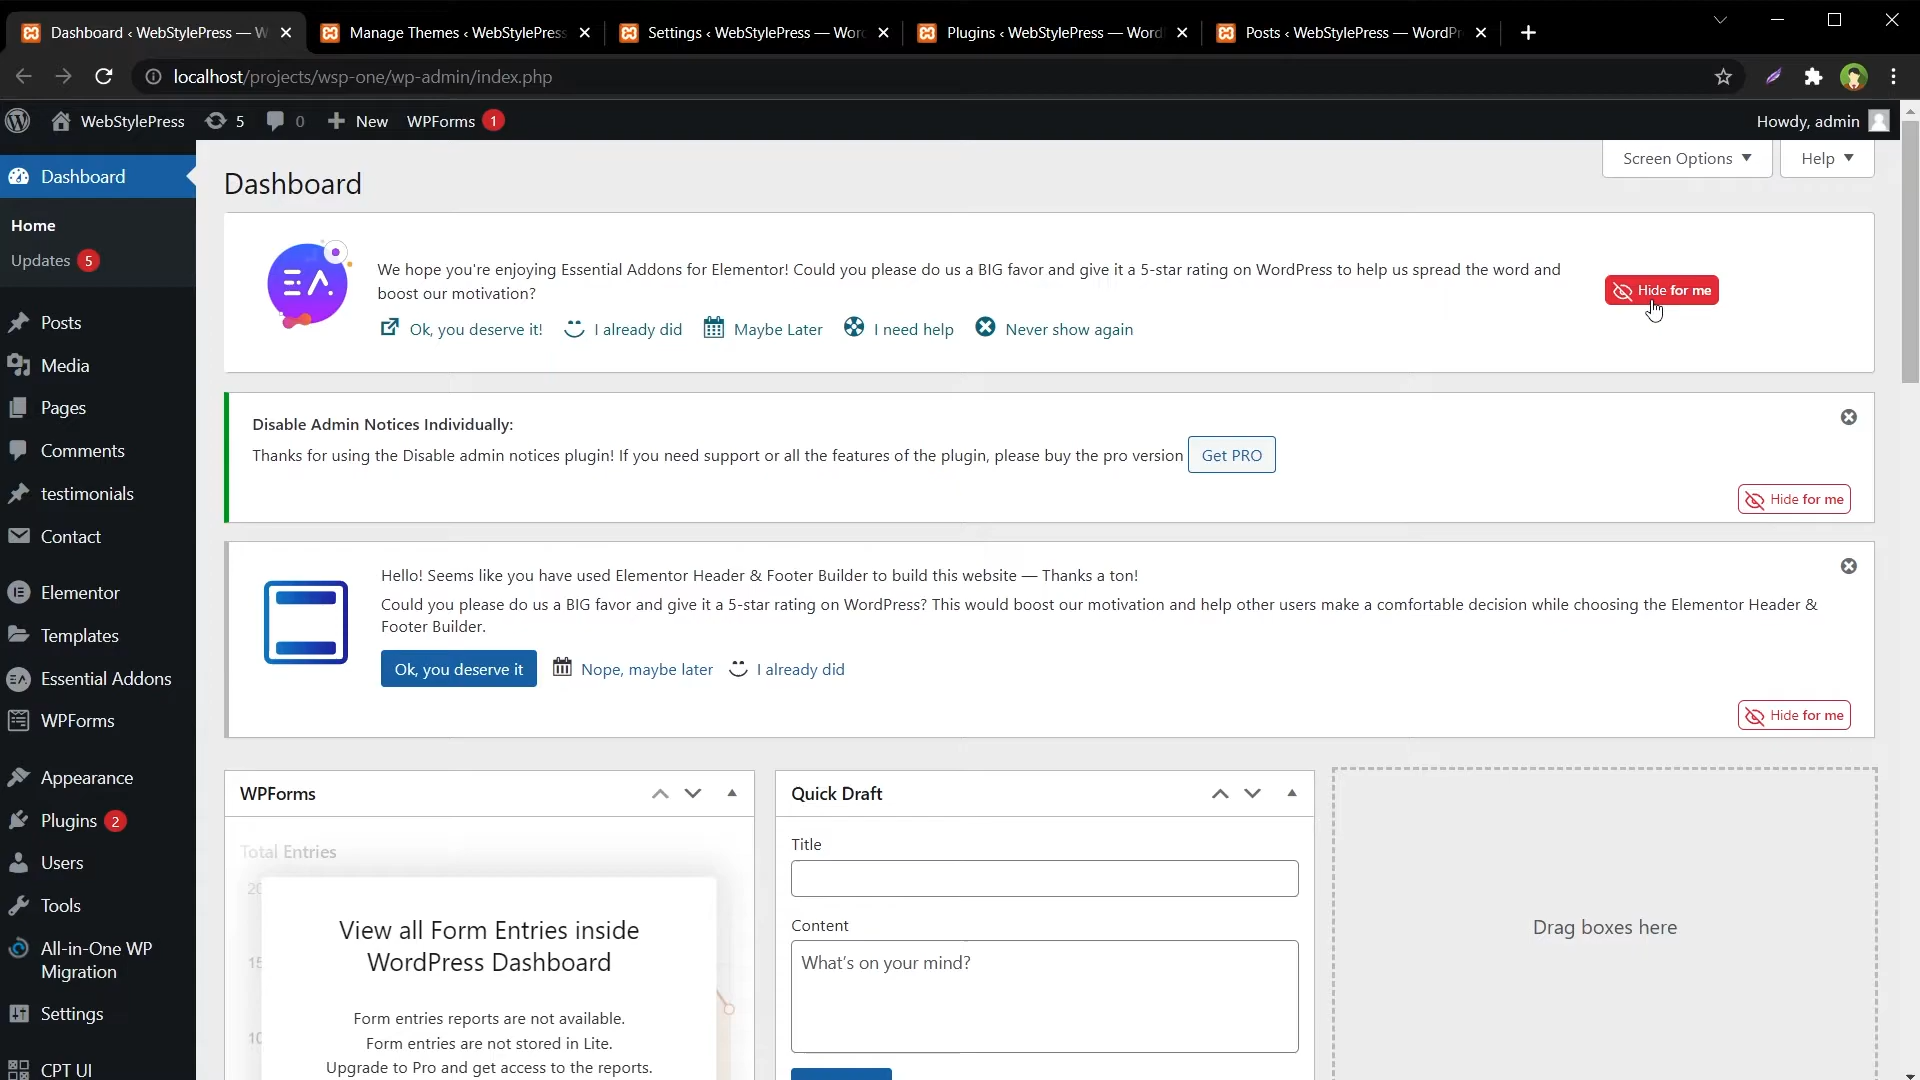 Dashboard ‹ WebStylePress — W
Manage Themes ‹ WebStylePress
Settings ‹ WebStylePress — Wor
Plugins ‹ WebStylePress — Word
Posts ‹ WebStylePress — WordPr
localhost/projects/wsp-one/wp-admin/index.php
WebStylePress
5
0
New
WPForms 1
Howdy, admin
Dashboard
Home
Updates 5
Posts
Media
Pages
Comments
testimonials
Contact
Elementor
Templates
Essential Addons
WPForms
Appearance
Plugins 2
Users
Tools
All-in-One WP
Migration
Settings
CPT UI
Screen Options
Help
Dashboard
EA
We hope you're enjoying Essential Addons for Elementor! Could you please do us a BIG favor and give it a 5-star rating on WordPress to help us spread the word and
boost our motivation?
Ok, you deserve it! I already did Maybe Later I need help Never show again
Hide for me
Disable Admin Notices Individually:
Thanks for using the Disable admin notices plugin! If you need support or all the features of the plugin, please buy the pro version Get PRO
Hide for me
Hello! Seems like you have used Elementor Header & Footer Builder to build this website — Thanks a ton!
Could you please do us a BIG favor and give it a 5-star rating on WordPress? This would boost our motivation and help other users make a comfortable decision while choosing the Elementor Header &
Footer Builder.
Ok, you deserve it Nope, maybe later I already did
Hide for me
WPForms
Total Entries
View all Form Entries inside
WordPress Dashboard
Form entries reports are not available.
Form entries are not stored in Lite.
Upgrade to Pro and get access to the reports.
Quick Draft
Title
Content
What's on your mind?
Drag boxes here